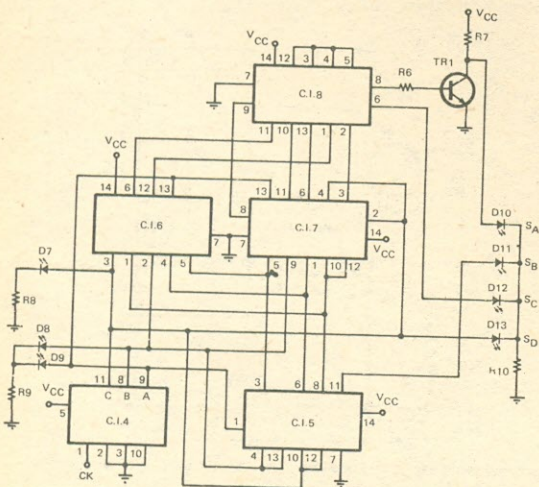 VCC
R7
TR1
VCC
14 12 3 4 5
7
C.I.8
8
R6
6
9
11 10 13 1 2
VCC
14 6 12 13
13 11 6 4 3
C.I.6
7
8
7
C.I.7
2
14
VCC
3 1 2 4 5
5 9 1 10 12
D7
R8
D8
D9
R9
D10
SA
D11
SB
D12
SC
D13
SD
R10
11 8 9
C B A
VCC
5
C.I.4
1 2 3 10
CK
3 6 8 11
1
C.I.5
VCC
14
4 13 10 12 7